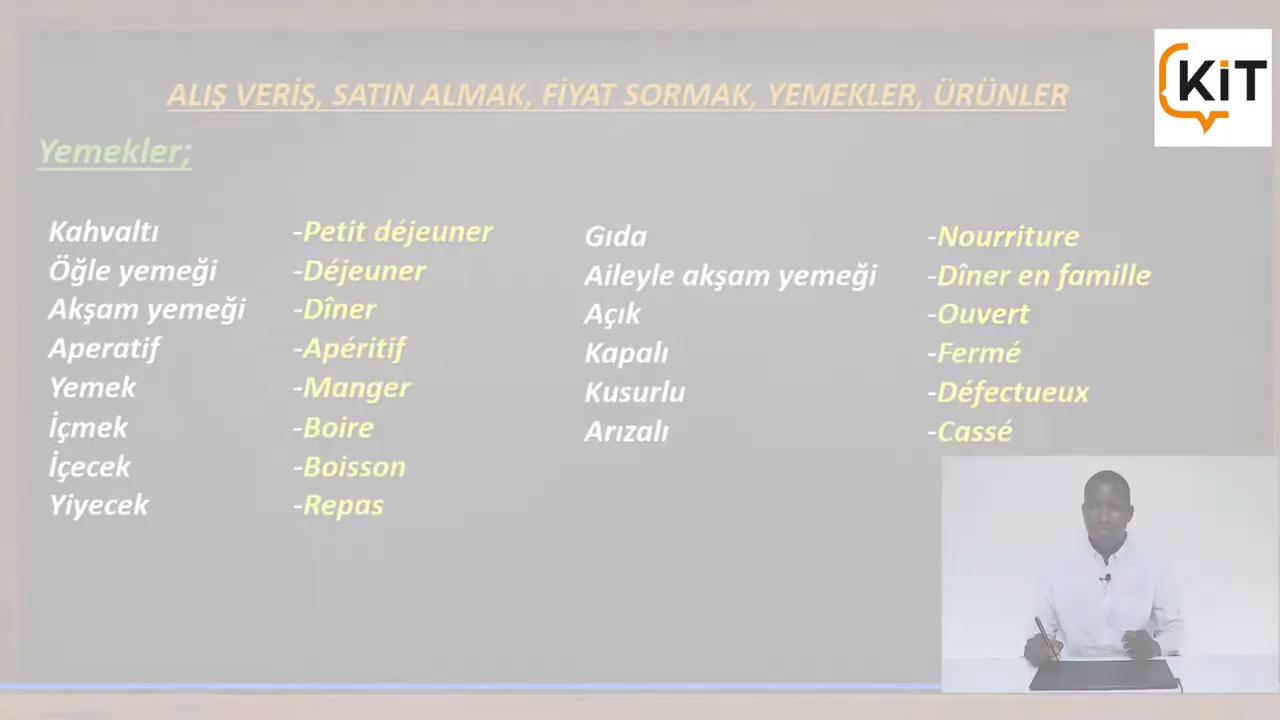 KiT
ALIŞ VERİŞ, SATIN ALMAK, FİYAT SORMAK, YEMEKLER, ÜRÜNLER
Yemekler;
Kahvaltı -Petit déjeuner
Öğle yemeği -Déjeuner
Akşam yemeği -Dîner
Aperatif -Apéritif
Yemek -Manger
İçmek -Boire
İçecek -Boisson
Yiyecek -Repas
Gıda -Nourriture
Aileyle akşam yemeği -Dîner en famille
Açık -Ouvert
Kapalı -Fermé
Kusurlu -Défectueux
Arızalı -Cassé